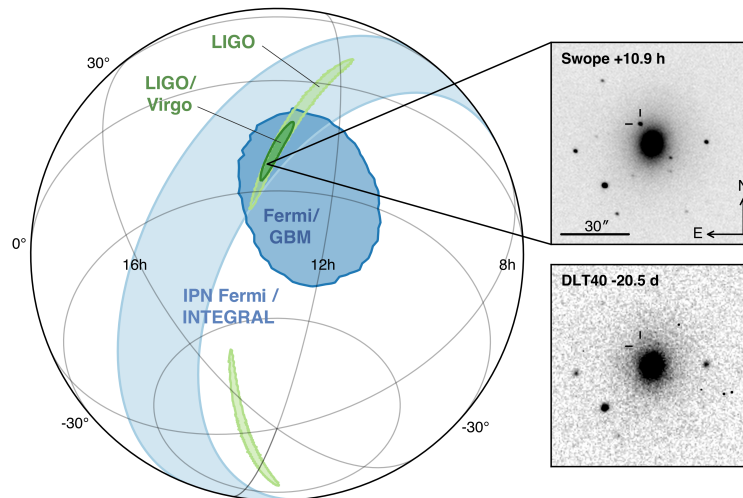 LIGO
30°
LIGO/
Virgo
Swope +10.9 h
30″
N
E
0°
16h
Fermi/
GBM
12h
8h
IPN Fermi /
INTEGRAL
DLT40 -20.5 d
-30°
-30°